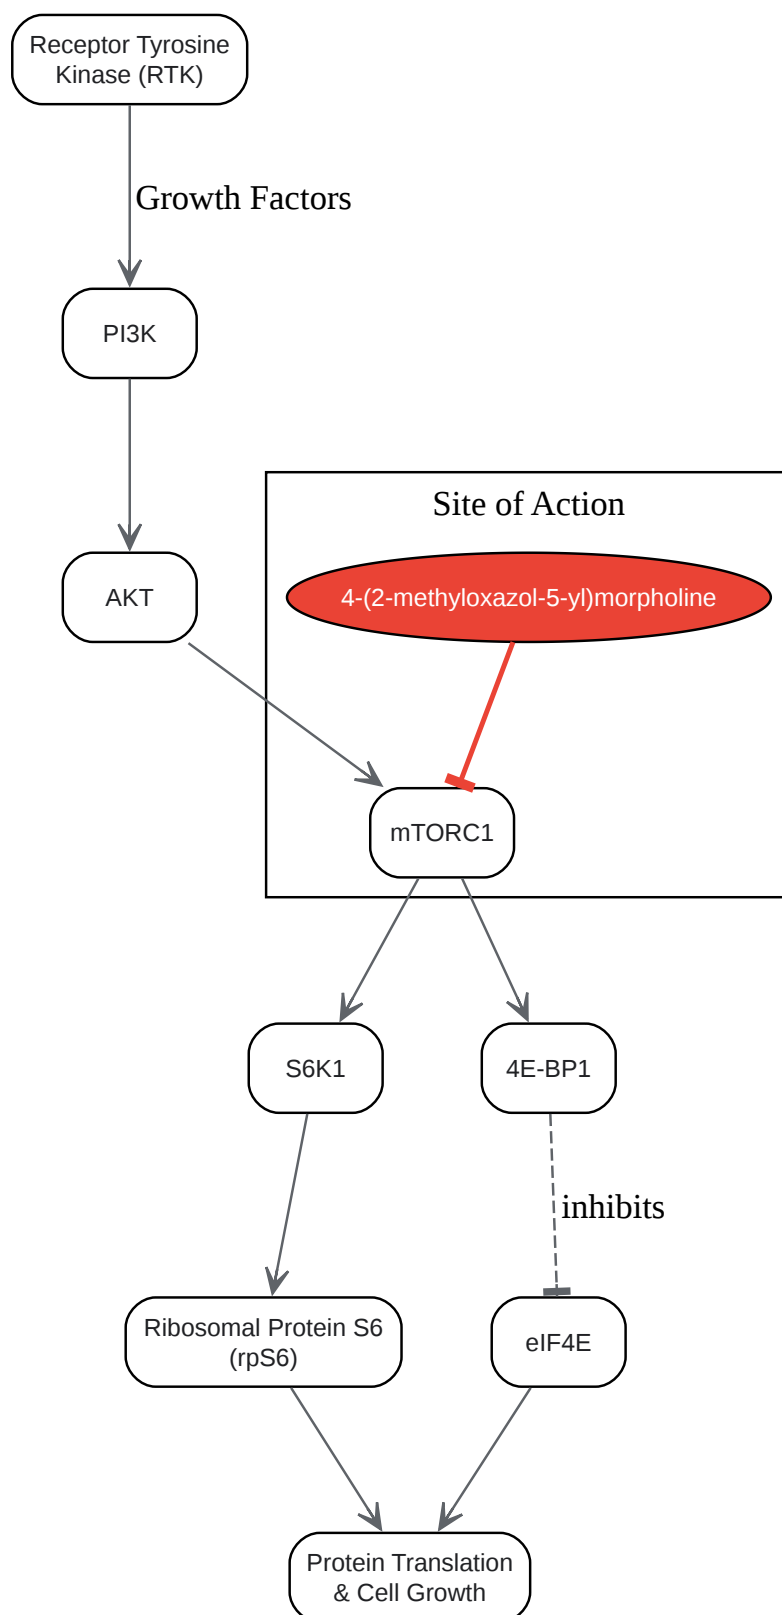 Receptor Tyrosine
Kinase (RTK)
Growth Factors
PI3K
Site of Action
AKT
4-(2-methyloxazol-5-yl)morpholine
mTORC1
S6K1
4E-BP1
inhibits
Ribosomal Protein S6
(rpS6)
eIF4E
Protein Translation
& Cell Growth